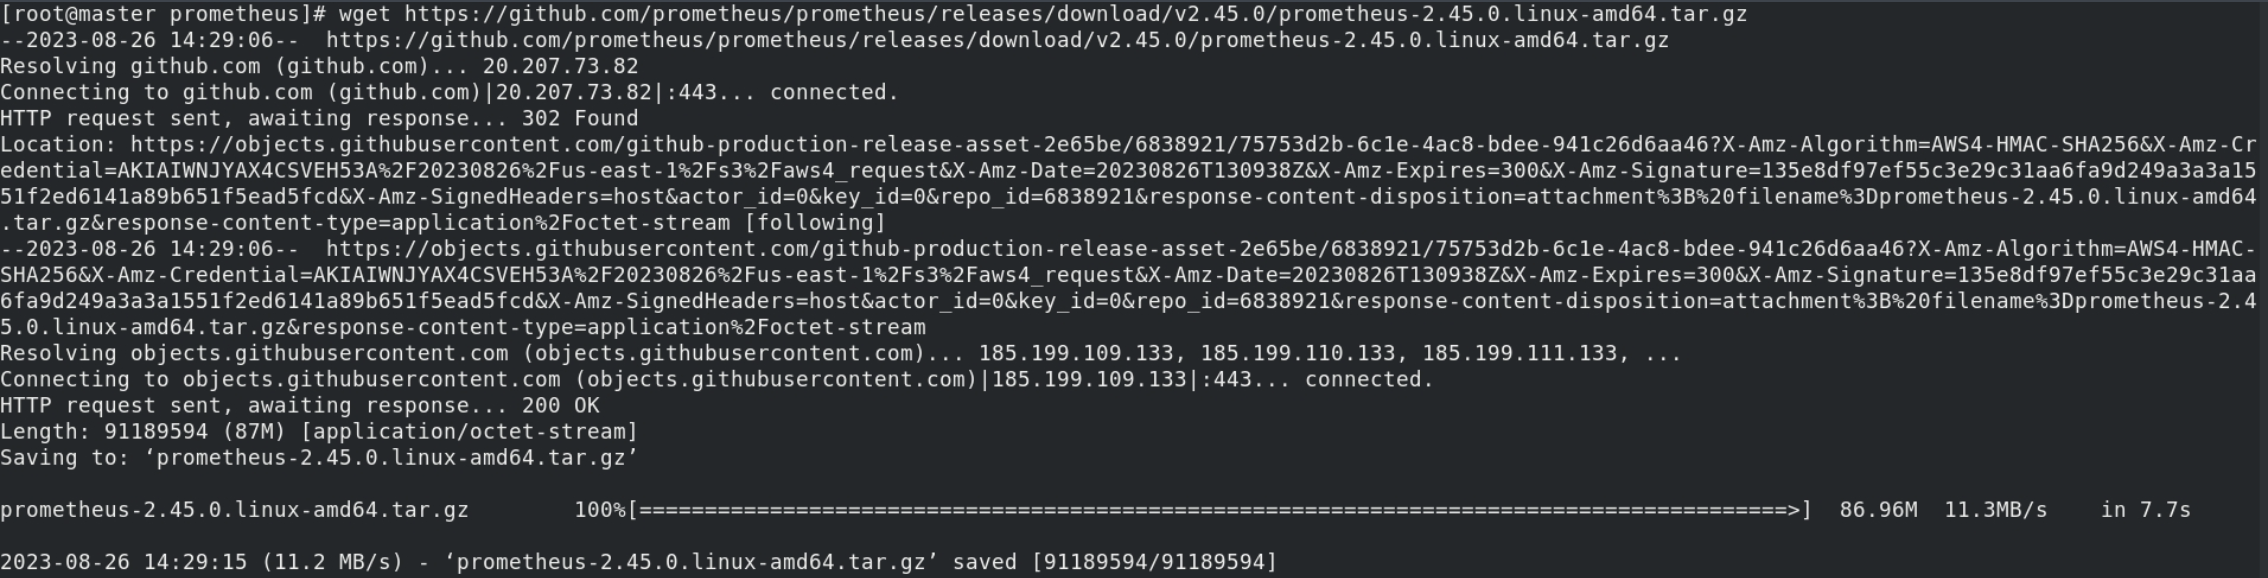 [root@master prometheus]# wget https://github.com/prometheus/prometheus/releases/download/v2.45.0/prometheus-2.45.0.linux-amd64.tar.gz
--2023-08-26 14:29:06--  https://github.com/prometheus/prometheus/releases/download/v2.45.0/prometheus-2.45.0.linux-amd64.tar.gz
Resolving github.com (github.com)... 20.207.73.82
Connecting to github.com (github.com)|20.207.73.82|:443... connected.
HTTP request sent, awaiting response... 302 Found
Location: https://objects.githubusercontent.com/github-production-release-asset-2e65be/6838921/75753d2b-6c1e-4ac8-bdee-941c26d6aa46?X-Amz-Algorithm=AWS4-HMAC-SHA256&X-Amz-Cr
edential=AKIAIWNJYAX4CSVEH53A%2F20230826%2Fus-east-1%2Fs3%2Faws4_request&X-Amz-Date=20230826T130938Z&X-Amz-Expires=300&X-Amz-Signature=135e8df97ef55c3e29c31aa6fa9d249a3a3a15
51f2ed6141a89b651f5ead5fcd&X-Amz-SignedHeaders=host&actor_id=0&key_id=0&repo_id=6838921&response-content-disposition=attachment%3B%20filename%3Dprometheus-2.45.0.linux-amd64
.tar.gz&response-content-type=application%2Foctet-stream [following]
--2023-08-26 14:29:06--  https://objects.githubusercontent.com/github-production-release-asset-2e65be/6838921/75753d2b-6c1e-4ac8-bdee-941c26d6aa46?X-Amz-Algorithm=AWS4-HMAC-
SHA256&X-Amz-Credential=AKIAIWNJYAX4CSVEH53A%2F20230826%2Fus-east-1%2Fs3%2Faws4_request&X-Amz-Date=20230826T130938Z&X-Amz-Expires=300&X-Amz-Signature=135e8df97ef55c3e29c31aa
6fa9d249a3a3a1551f2ed6141a89b651f5ead5fcd&X-Amz-SignedHeaders=host&actor_id=0&key_id=0&repo_id=6838921&response-content-disposition=attachment%3B%20filename%3Dprometheus-2.4
5.0.linux-amd64.tar.gz&response-content-type=application%2Foctet-stream
Resolving objects.githubusercontent.com (objects.githubusercontent.com)... 185.199.109.133, 185.199.110.133, 185.199.111.133, ...
Connecting to objects.githubusercontent.com (objects.githubusercontent.com)|185.199.109.133|:443... connected.
HTTP request sent, awaiting response... 200 OK
Length: 91189594 (87M) [application/octet-stream]
Saving to: ‘prometheus-2.45.0.linux-amd64.tar.gz’
prometheus-2.45.0.linux-amd64.tar.gz        100%[========================================================================================>]  86.96M  11.3MB/s    in 7.7s
2023-08-26 14:29:15 (11.2 MB/s) - ‘prometheus-2.45.0.linux-amd64.tar.gz’ saved [91189594/91189594]